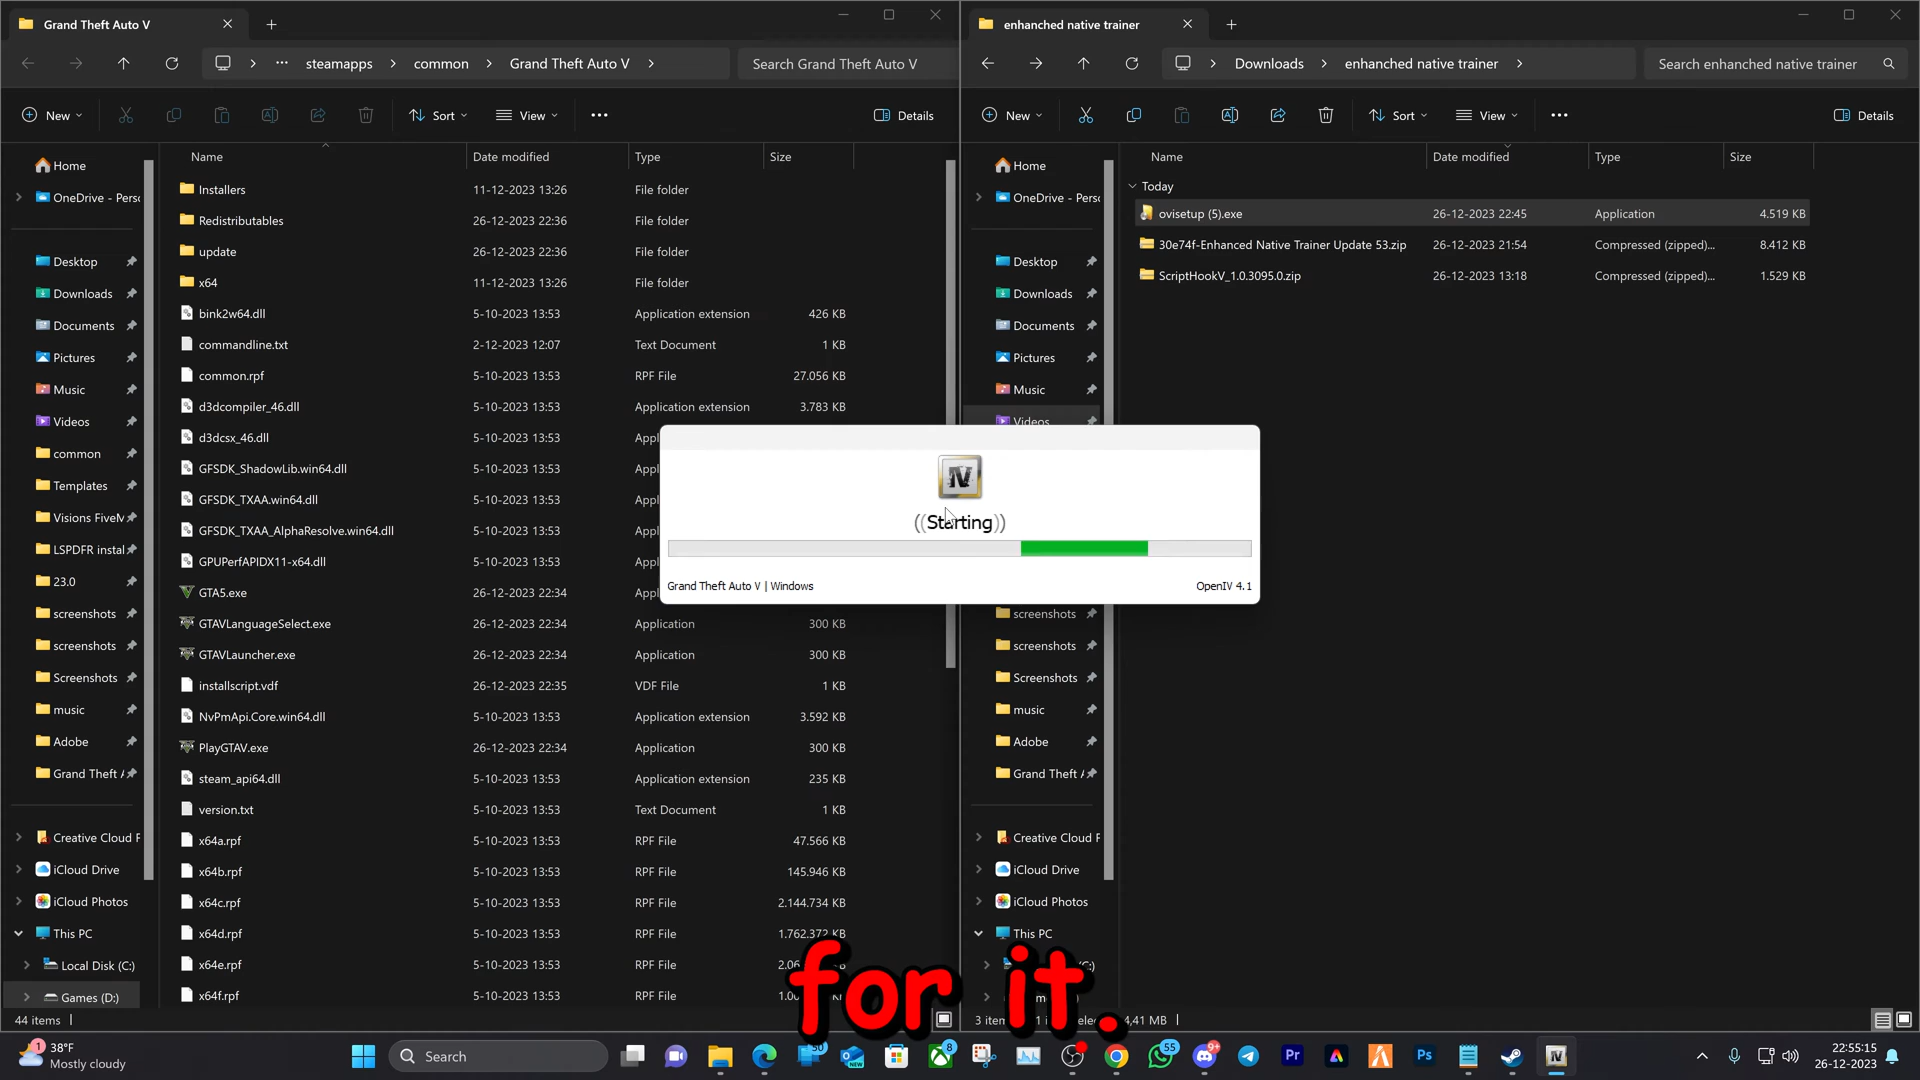 Grand Theft Auto V
steamapps
common
Grand Theft Auto V
Search Grand Theft Auto V
New
Sort
View
Details
Name
Date modified
Type
Size
Home
OneDrive - Perso
Desktop
Downloads
Documents
Pictures
Music
Videos
common
Templates
Visions FiveM
LSPDFR instal
23.0
screenshots
screenshots
Screenshots
music
Adobe
Grand Theft A
Creative Cloud F
iCloud Drive
iCloud Photos
This PC
Local Disk (C:)
Games (D:)
Installers 11-12-2023 13:26 File folder
Redistributables 26-12-2023 22:36 File folder
update 26-12-2023 22:36 File folder
x64 11-12-2023 13:26 File folder
bink2w64.dll 5-10-2023 13:53 Application extension 426 KB
commandline.txt 2-12-2023 12:07 Text Document 1 KB
common.rpf 5-10-2023 13:53 RPF File 27.056 KB
d3dcompiler_46.dll 5-10-2023 13:53 Application extension 3.783 KB
d3dcsx_46.dll 5-10-2023 13:53 Appl
GFSDK_ShadowLib.win64.dll 5-10-2023 13:53 Appl
GFSDK_TXAA.win64.dll 5-10-2023 13:53 Appl
GFSDK_TXAA_AlphaResolve.win64.dll 5-10-2023 13:53 Appl
GPUPerfAPIDX11-x64.dll 5-10-2023 13:53 Appl
GTA5.exe 26-12-2023 22:34 Appl
GTAVLanguageSelect.exe 26-12-2023 22:34 Application 300 KB
GTAVLauncher.exe 26-12-2023 22:34 Application 300 KB
installscript.vdf 26-12-2023 22:35 VDF File 1 KB
NvPmApi.Core.win64.dll 5-10-2023 13:53 Application extension 3.592 KB
PlayGTAV.exe 26-12-2023 22:34 Application 300 KB
steam_api64.dll 5-10-2023 13:53 Application extension 235 KB
version.txt 5-10-2023 13:53 Text Document 1 KB
x64a.rpf 5-10-2023 13:53 RPF File 47.566 KB
x64b.rpf 5-10-2023 13:53 RPF File 145.946 KB
x64c.rpf 5-10-2023 13:53 RPF File 2.144.734 KB
x64d.rpf 5-10-2023 13:53 RPF File 1.762.372 KB
x64e.rpf 5-10-2023 13:53 RPF File
x64f.rpf 5-10-2023 13:53 RPF File
44 items
enhanched native trainer
Downloads
enhanched native trainer
Search enhanched native trainer
New
Sort
View
Details
Name
Date modified
Type
Size
Today
ovisetup (5).exe 26-12-2023 22:45 Application 4.519 KB
30e74f-Enhanced Native Trainer Update 53.zip 26-12-2023 21:54 Compressed (zipped)... 8.412 KB
ScriptHookV_1.0.3095.0.zip 26-12-2023 13:18 Compressed (zipped)... 1.529 KB
Home
OneDrive - Perso
Desktop
Downloads
Documents
Pictures
Music
Videos
screenshots
screenshots
Screenshots
music
Adobe
Grand Theft A
Creative Cloud F
iCloud Drive
iCloud Photos
This PC
IV
((Starting))
Grand Theft Auto V | Windows
OpenIV 4.1
for it.
38°F
Mostly cloudy
Search
22:55:15
26-12-2023